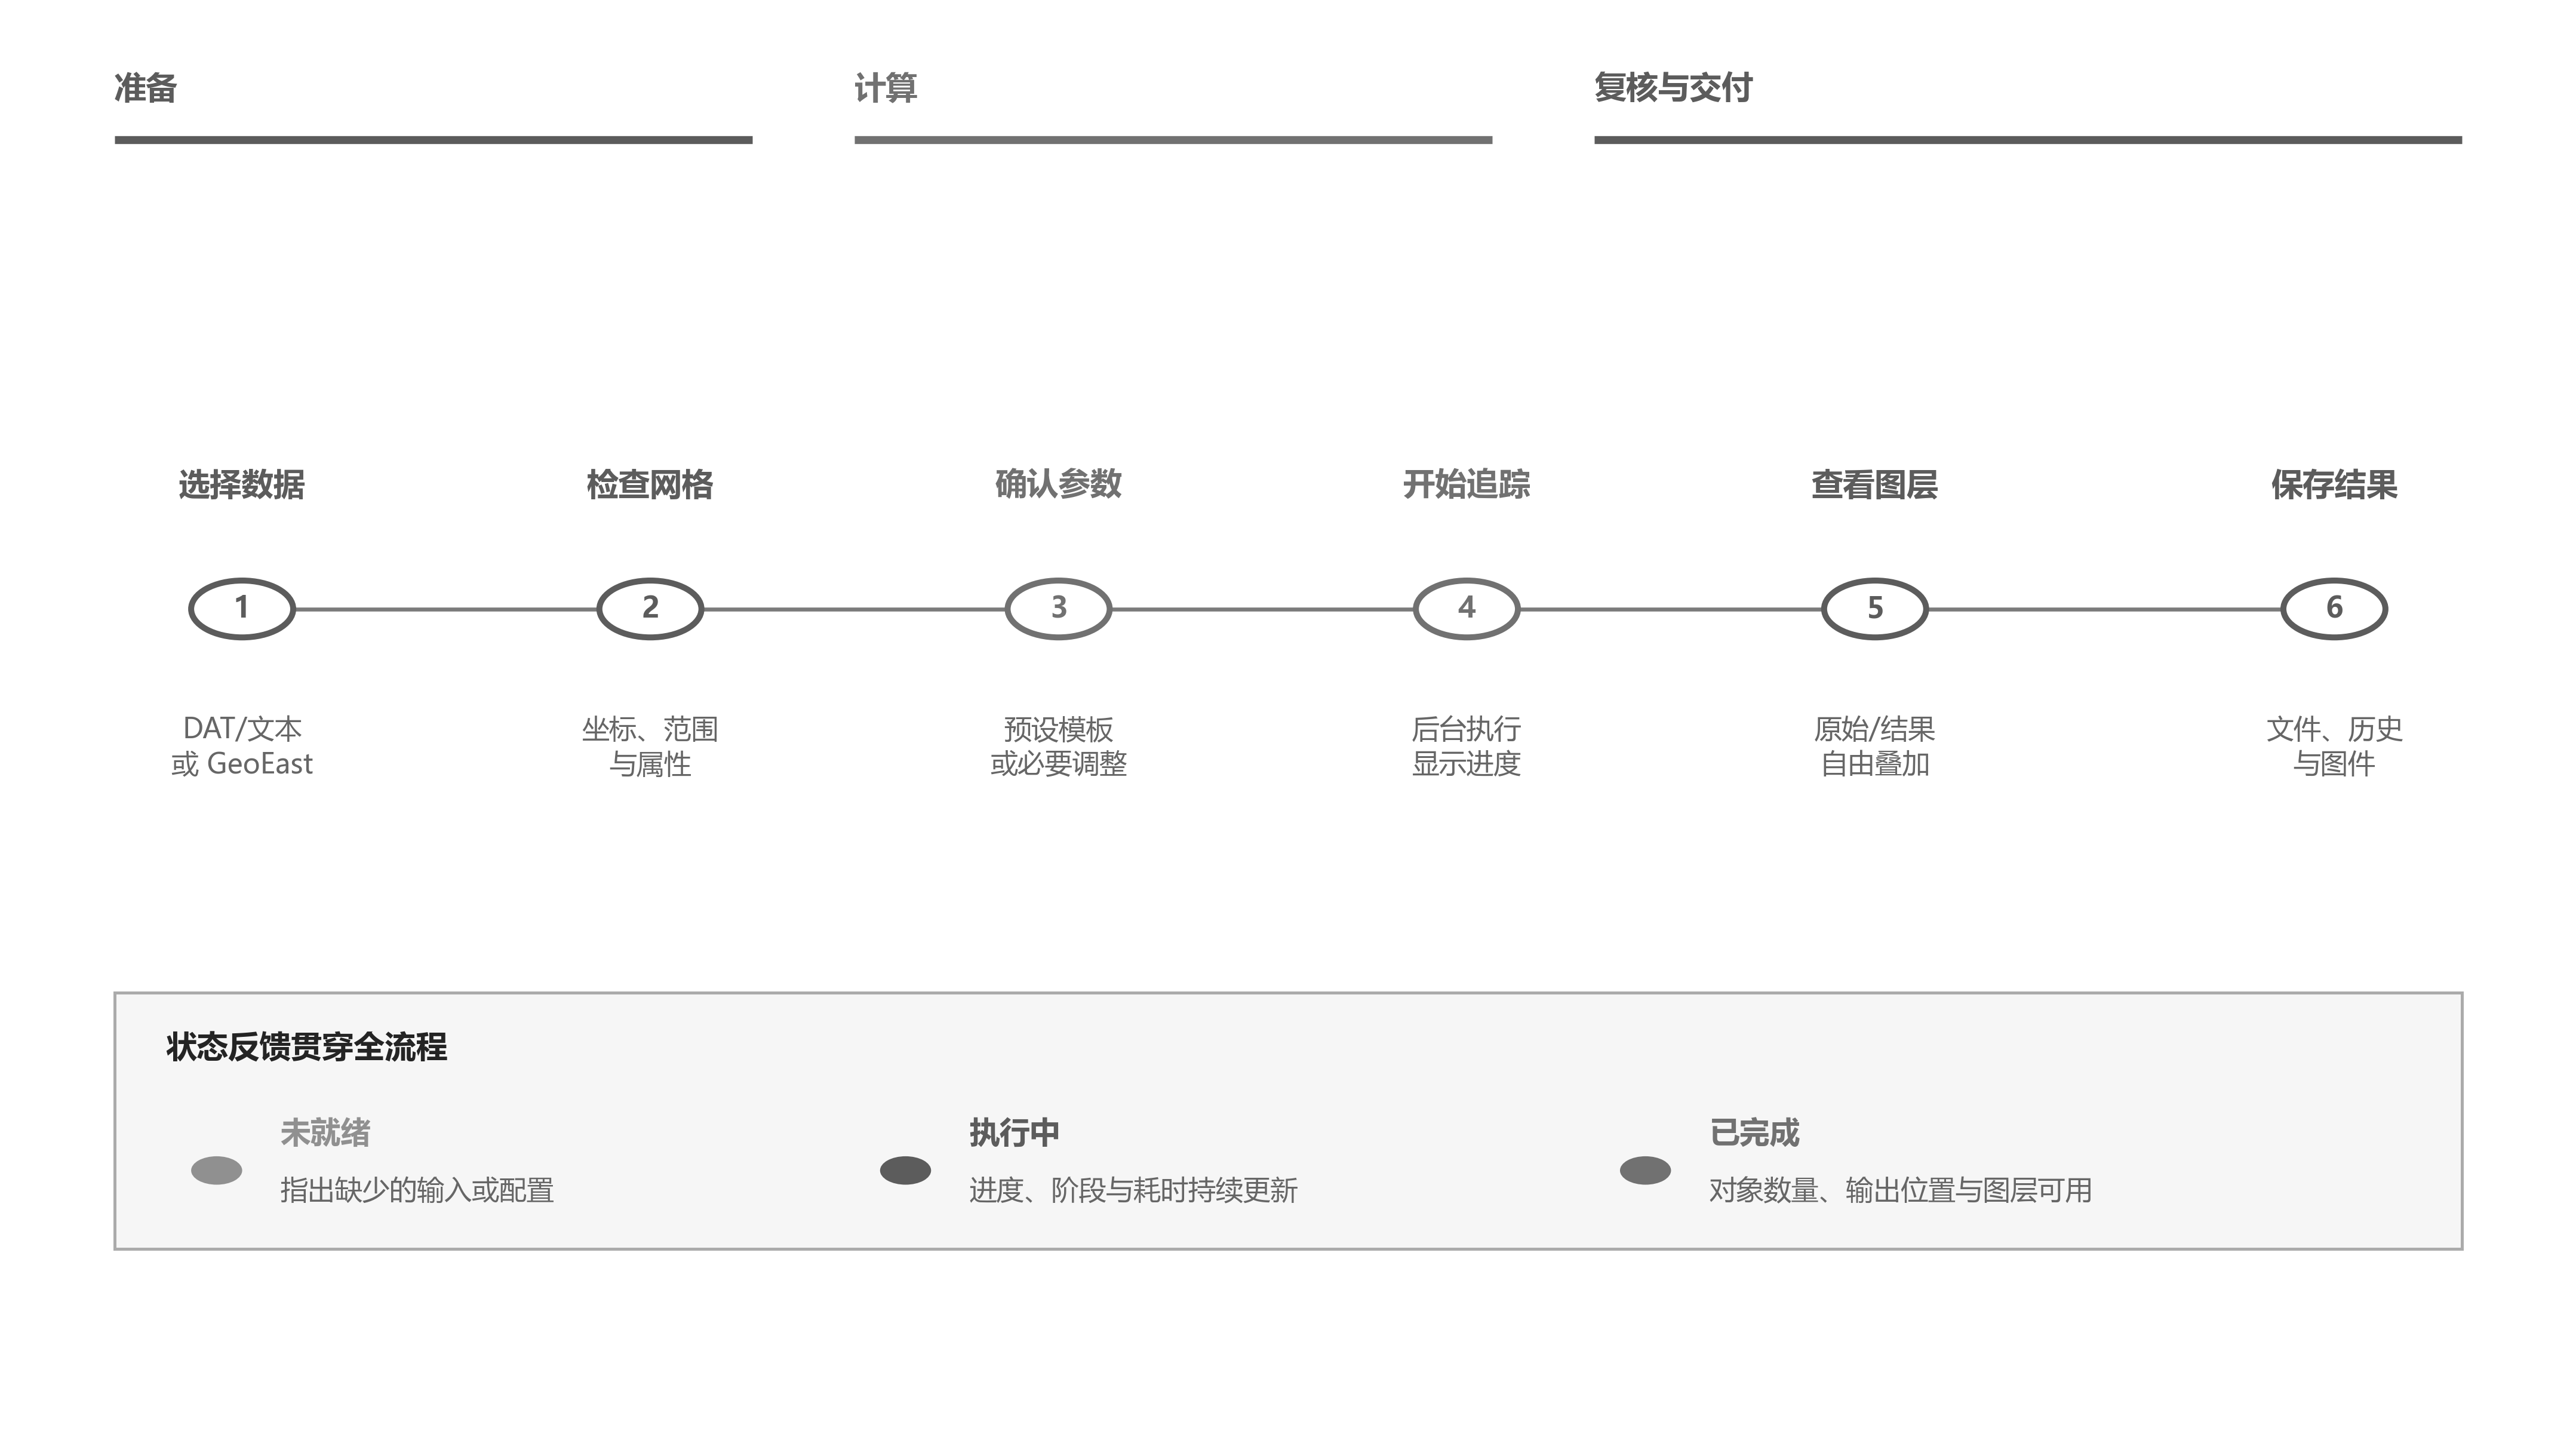 准备
计算
复核与交付
选择数据
检查网格
确认参数
开始追踪
查看图层
保存结果
1
2
3
4
5
6
DAT/文本
或 GeoEast
坐标、范围
与属性
预设模板
或必要调整
后台执行
显示进度
原始/结果
自由叠加
文件、历史
与图件
状态反馈贯穿全流程
未就绪
指出缺少的输入或配置
执行中
进度、阶段与耗时持续更新
已完成
对象数量、输出位置与图层可用